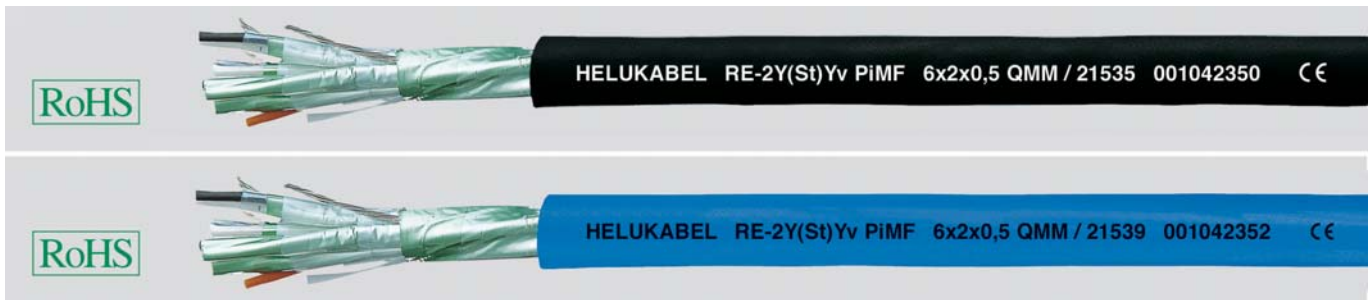 HELUKABEL RE-2Y(St)Yv PiMF 6x2x0,5 QMM / 21535 001042350 CE
RoHS
HELUKABEL RE-2Y(St)Yv PiMF 6x2x0,5 QMM / 21539 001042352 CE
RoHS